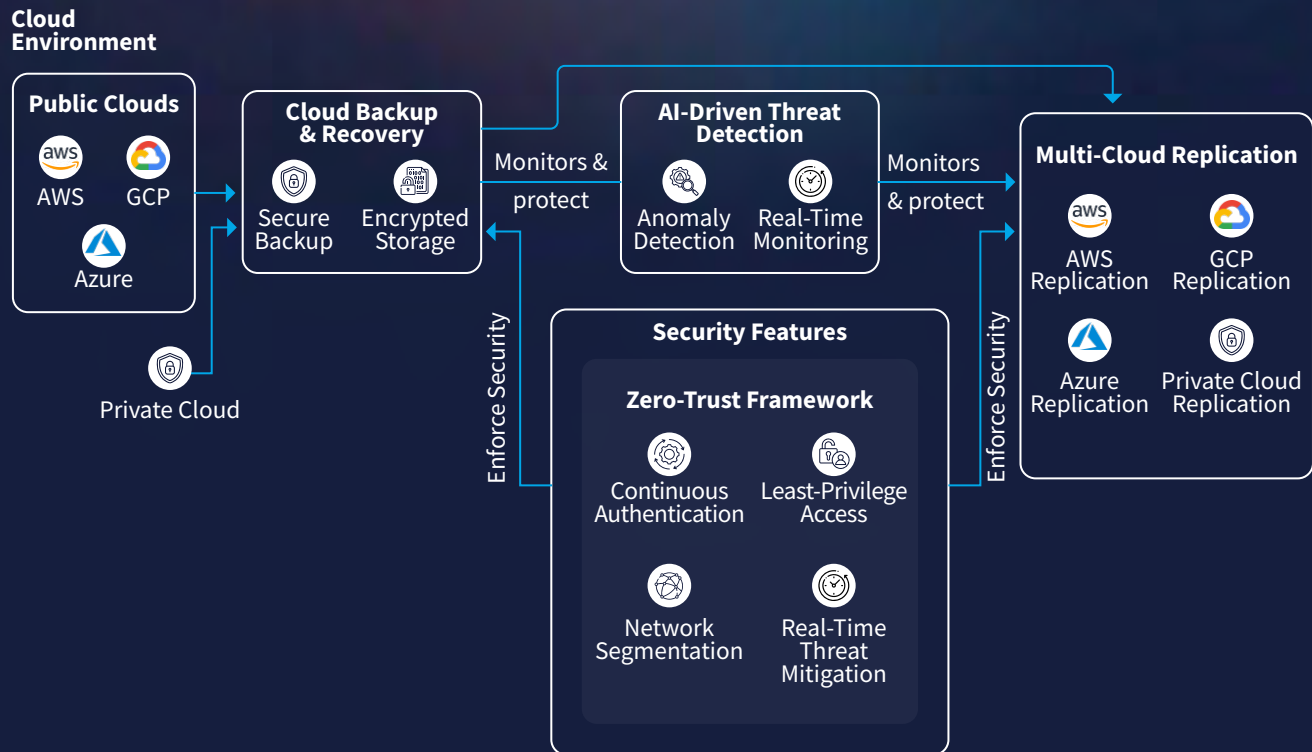 Cloud
Environment
Public Clouds
aws
AWS
GCP
Azure
Private Cloud
Cloud Backup
& Recovery
Secure
Backup
Encrypted
Storage
Monitors &
protect
AI-Driven Threat
Detection
Anomaly
Detection
Real-Time
Monitoring
Monitors
& protect
Multi-Cloud Replication
aws
AWS
Replication
GCP
Replication
Azure
Replication
Private Cloud
Replication
Enforce Security
Security Features
Zero-Trust Framework
Continuous
Authentication
Least-Privilege
Access
Network
Segmentation
Real-Time
Threat
Mitigation
Enforce Security